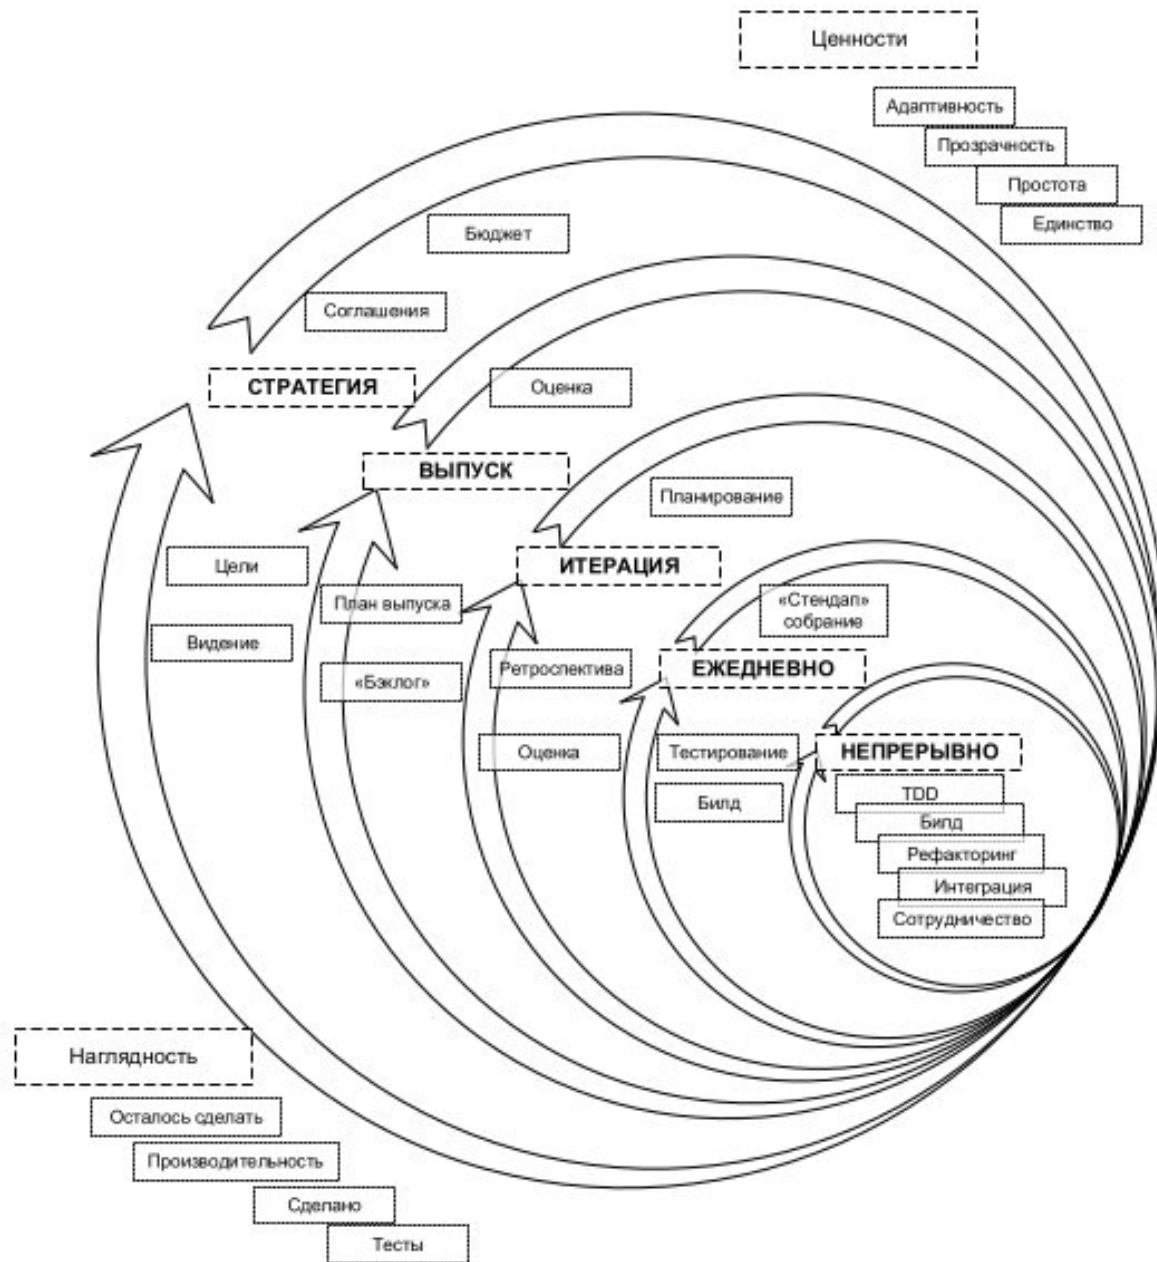 Ценности
Адаптивность
Прозрачность
Простота
Единство
Бюджет
Соглашения
СТРАТЕГИЯ
Оценка
ВЫПУСК
Планирование
ИТЕРАЦИЯ
Цели
План выпуска
«Стендап»
собрание
Видение
«Бэклог»
Ретроспектива
ЕЖЕДНЕВНО
Оценка
Тестирование
НЕПРЕРЫВНО
Билд
TDD
Билд
Рефакторинг
Интеграция
Сотрудничество
Наглядность
Осталось сделать
Производительность
Сделано
Тесты